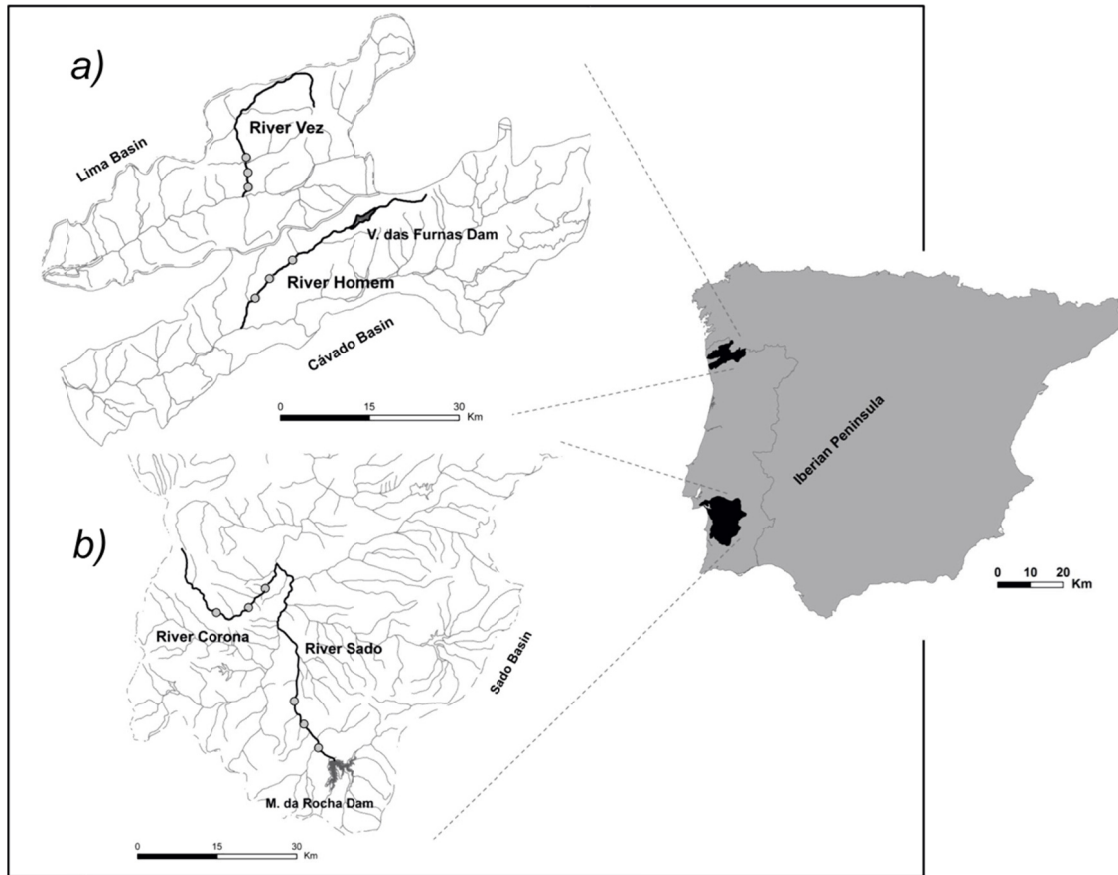 a)
River Vez
Lima Basin
V. das Furnas Dam
River Homem
Cávado Basin
0 15 30
Km
Iberian Peninsula
0 10 20
Km
b)
River Corona
River Sado
Sado Basin
M. da Rocha Dam
0 15 30
Km